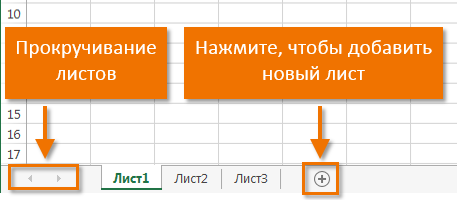 10
Прокручивание
листов
Нажмите, чтобы добавить
новый лист
15
16
17
Лист1 Лист2 Лист3